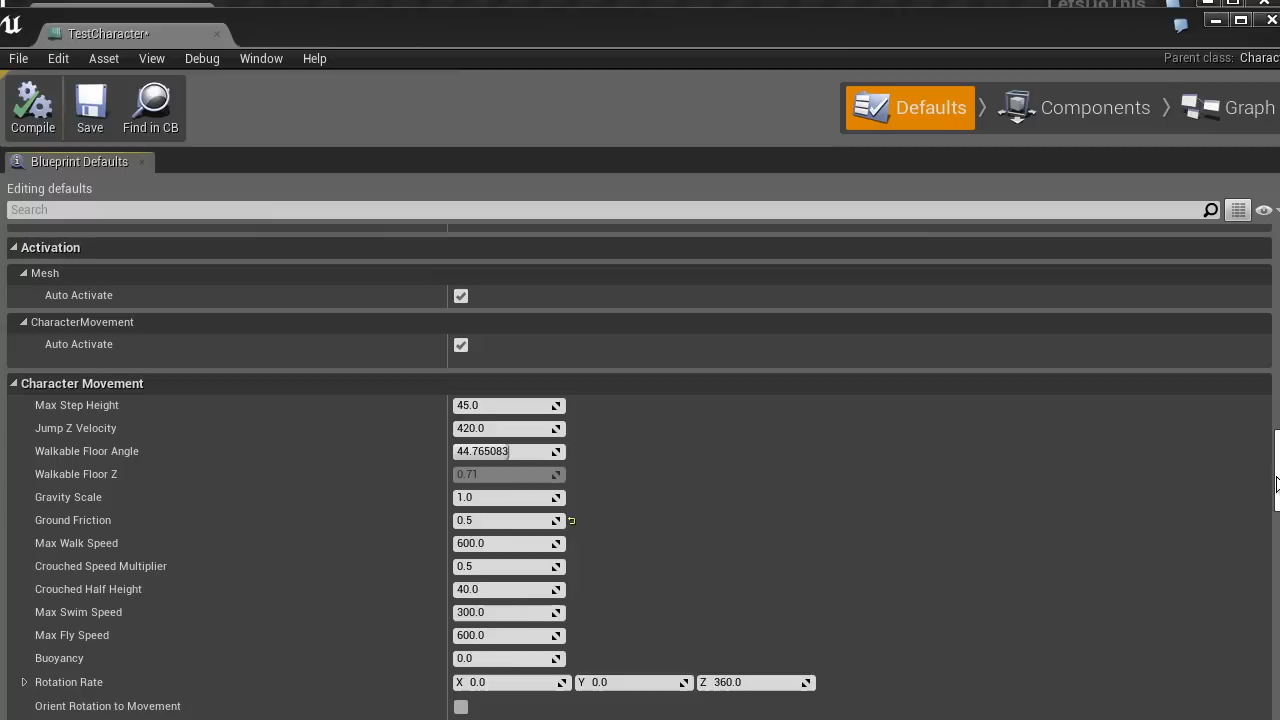 LetsDoThis
TestCharacter*
File Edit Asset View Debug Window Help
Parent class: Charac
Compile Save Find in CB
Defaults Components Graph
Blueprint Defaults
Editing defaults
Search
Activation
Mesh
Auto Activate
CharacterMovement
Auto Activate
Character Movement
Max Step Height 45.0
Jump Z Velocity 420.0
Walkable Floor Angle 44.765083
Walkable Floor Z 0.71
Gravity Scale 1.0
Ground Friction 0.5
Max Walk Speed 600.0
Crouched Speed Multiplier 0.5
Crouched Half Height 40.0
Max Swim Speed 300.0
Max Fly Speed 600.0
Buoyancy 0.0
Rotation Rate X 0.0 Y 0.0 Z 360.0
Orient Rotation to Movement